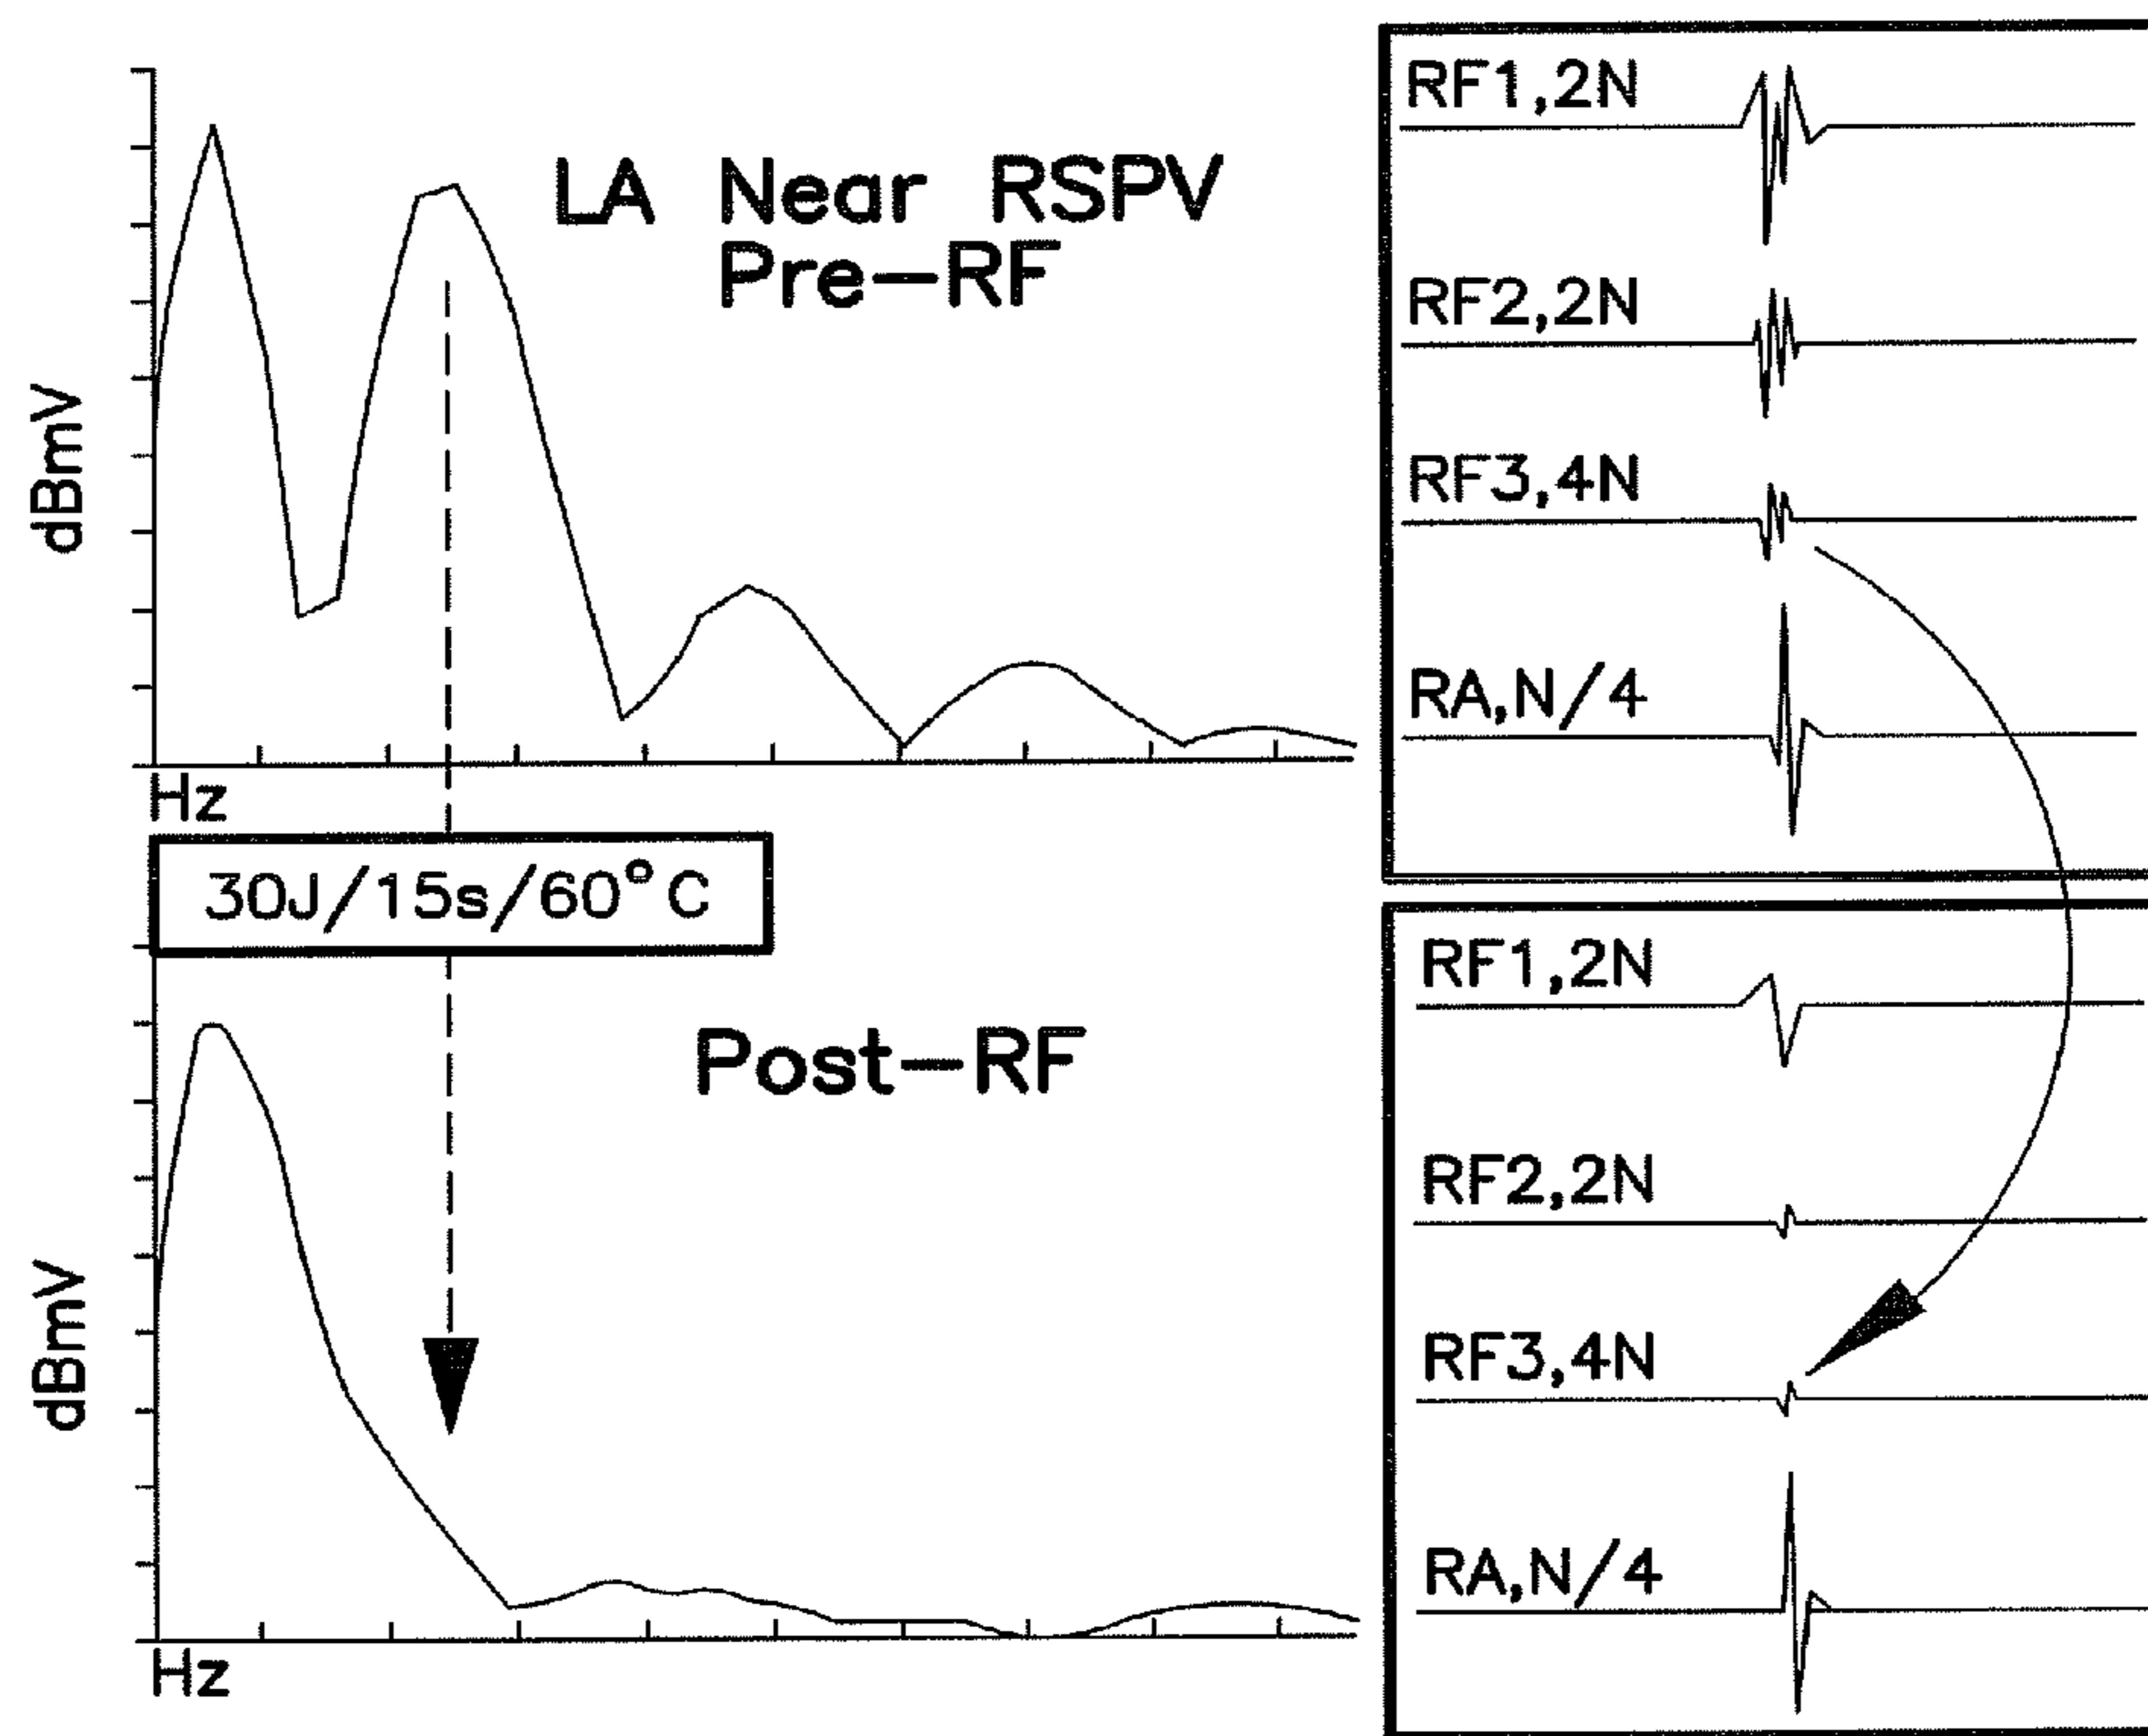 LA Near RSPV
Pre-RF
dBmV
Hz
RF1,2N
RF2,2N
RF3,4N
RA,N/4
30J/15s/60°C
Post-RF
dBmV
Hz
RF1,2N
RF2,2N
RF3,4N
RA,N/4